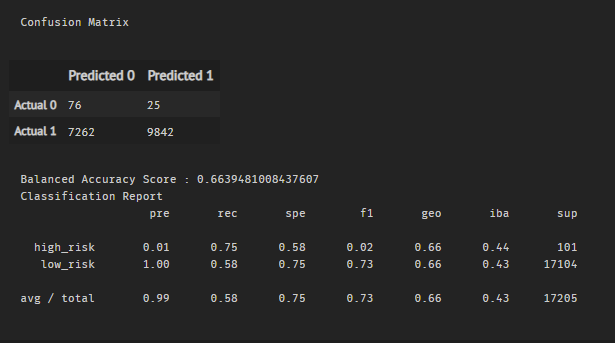 Confusion Matrix
Predicted 0 Predicted 1
Actual 0 76 25
Actual 1 7262 9842
Balanced Accuracy Score : 0.6639481008437607
Classification Report
pre rec spe f1 geo iba sup
high_risk 0.01 0.75 0.58 0.02 0.66 0.44 101
low_risk 1.00 0.58 0.75 0.73 0.66 0.43 17104
avg / total 0.99 0.58 0.75 0.73 0.66 0.43 17205